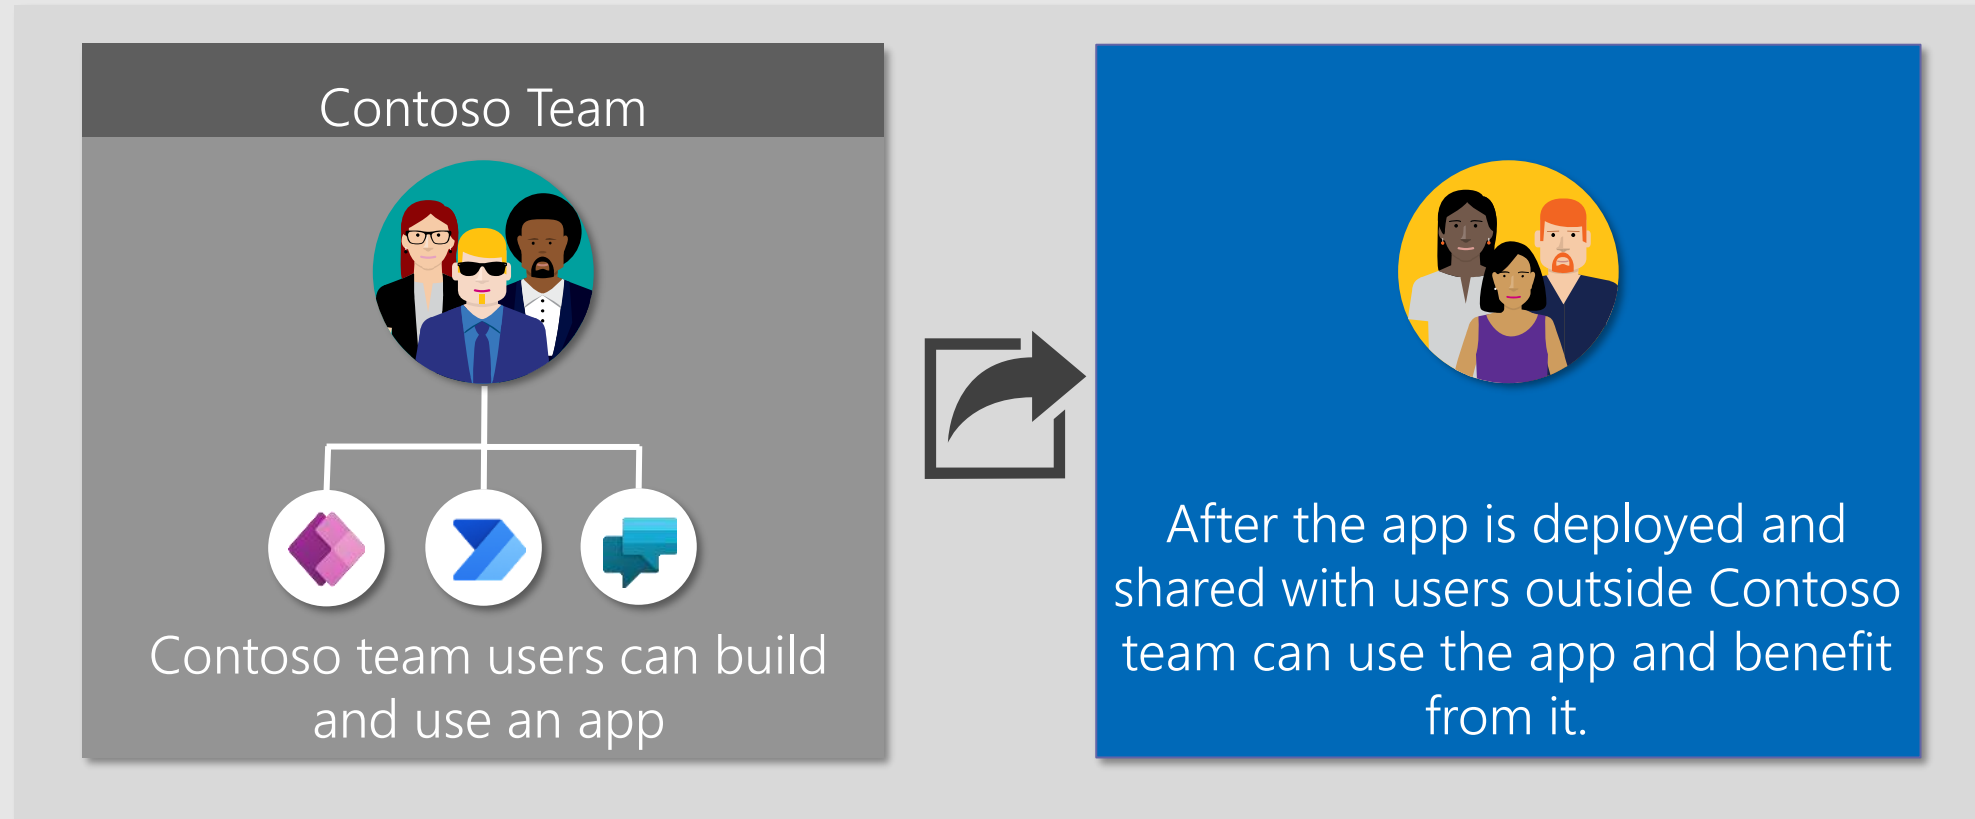 Contoso Team
Contoso team users can build
and use an app
After the app is deployed and
shared with users outside Contoso
team can use the app and benefit
from it.